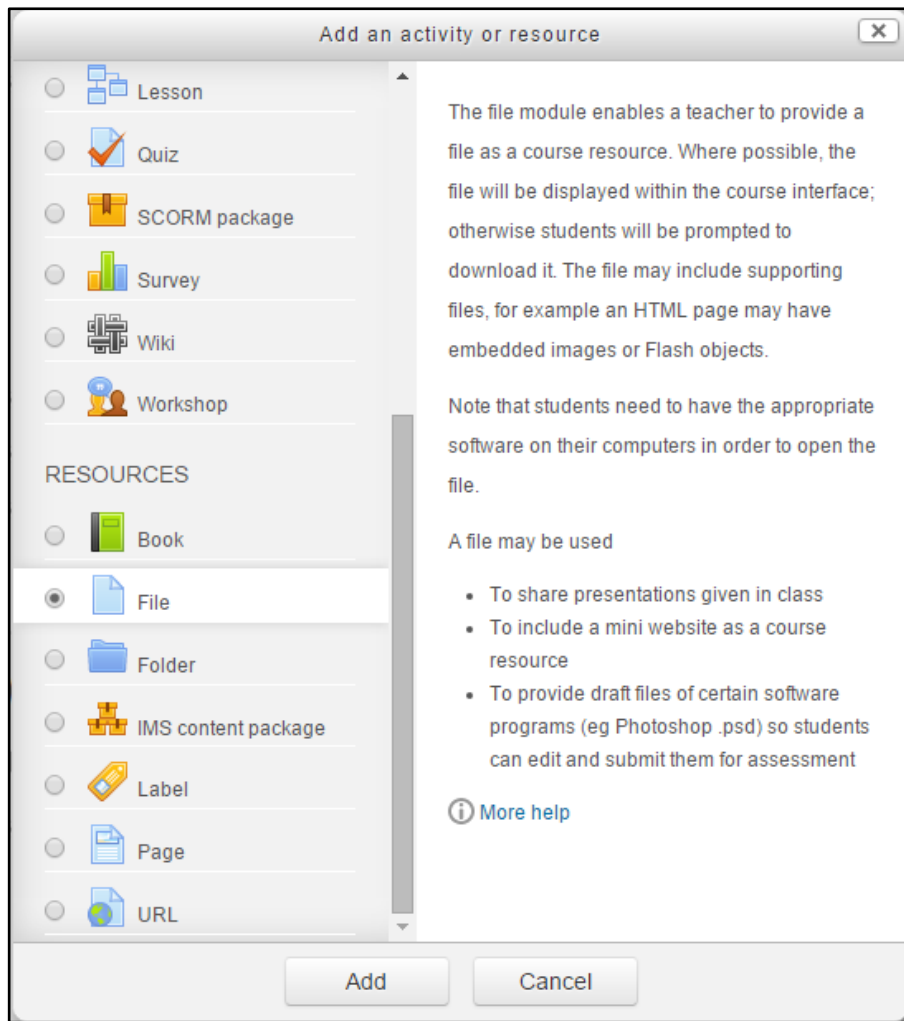 Add an activity or resource
Lesson
Quiz
SCORM package
Survey
Wiki
Workshop
RESOURCES
Book
File
Folder
IMS content package
Label
Page
URL
The file module enables a teacher to provide a
file as a course resource. Where possible, the
file will be displayed within the course interface;
otherwise students will be prompted to
download it. The file may include supporting
files, for example an HTML page may have
embedded images or Flash objects.
Note that students need to have the appropriate
software on their computers in order to open the
file.
A file may be used
• To share presentations given in class
• To include a mini website as a course
resource
• To provide draft files of certain software
programs (eg Photoshop .psd) so students
can edit and submit them for assessment
More help
Add
Cancel